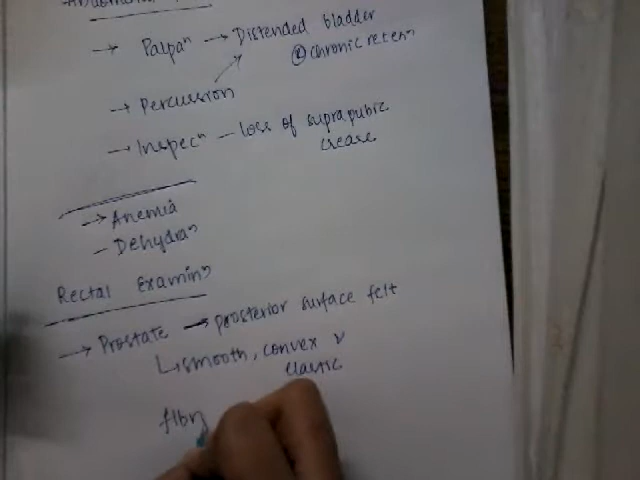 → Palpaⁿ → Distended bladder
chronic reteⁿ
→ Percussion
→ Inspecⁿ – loss of suprapubic
crease
→ Anemia
– Dehydraⁿ
Rectal Examinⁿ
→ Prostate → posterior surface felt
↳ smooth, convex &
elastic